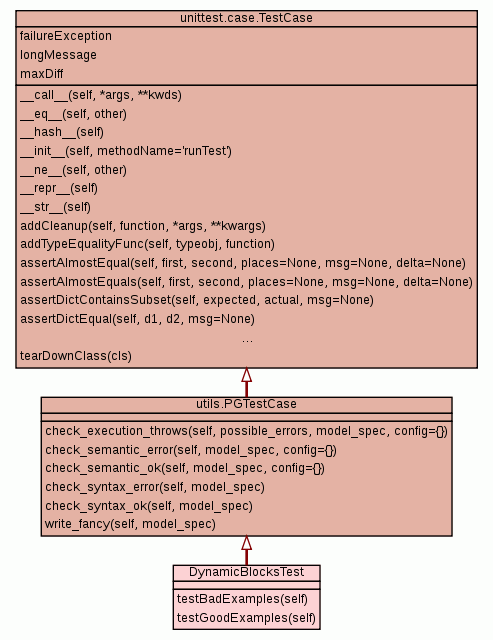 unittest.case.TestCase
failureException
longMessage
maxDiff
__call__(self, *args, **kwds)
__eq__(self, other)
__hash__(self)
__init__(self, methodName='runTest')
__ne__(self, other)
__repr__(self)
__str__(self)
addCleanup(self, function, *args, **kwargs)
addTypeEqualityFunc(self, typeobj, function)
assertAlmostEqual(self, first, second, places=None, msg=None, delta=None)
assertAlmostEquals(self, first, second, places=None, msg=None, delta=None)
assertDictContainsSubset(self, expected, actual, msg=None)
assertDictEqual(self, d1, d2, msg=None)
...
tearDownClass(cls)
utils.PGTestCase
check_execution_throws(self, possible_errors, model_spec, config={})
check_semantic_error(self, model_spec, config={})
check_semantic_ok(self, model_spec, config={})
check_syntax_error(self, model_spec)
check_syntax_ok(self, model_spec)
write_fancy(self, model_spec)
DynamicBlocksTest
testBadExamples(self)
testGoodExamples(self)